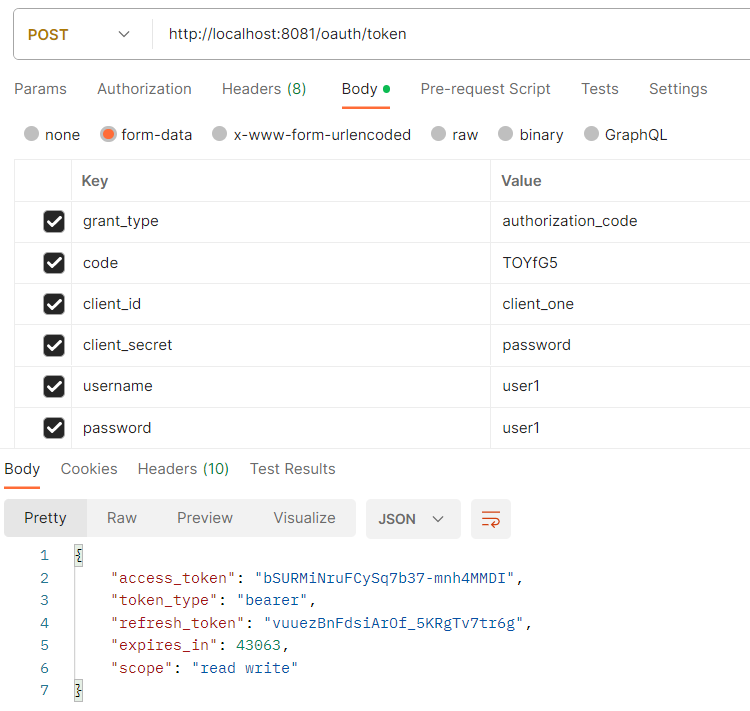 POST http://localhost:8081/oauth/token
Params Authorization Headers (8) Body Pre-request Script Tests Settings
none form-data x-www-form-urlencoded raw binary GraphQL
Key Value
grant_type authorization_code
code TOYfG5
client_id client_one
client_secret password
username user1
password user1
Body Cookies Headers (10) Test Results
Pretty Raw Preview Visualize JSON
1 {
2 "access_token": "bSURMiNruFCySq7b37-mnh4MMDI",
3 "token_type": "bearer",
4 "refresh_token": "vuuezBnFdsiArOf_5KRgTv7tr6g",
5 "expires_in": 43063,
6 "scope": "read write"
7 }